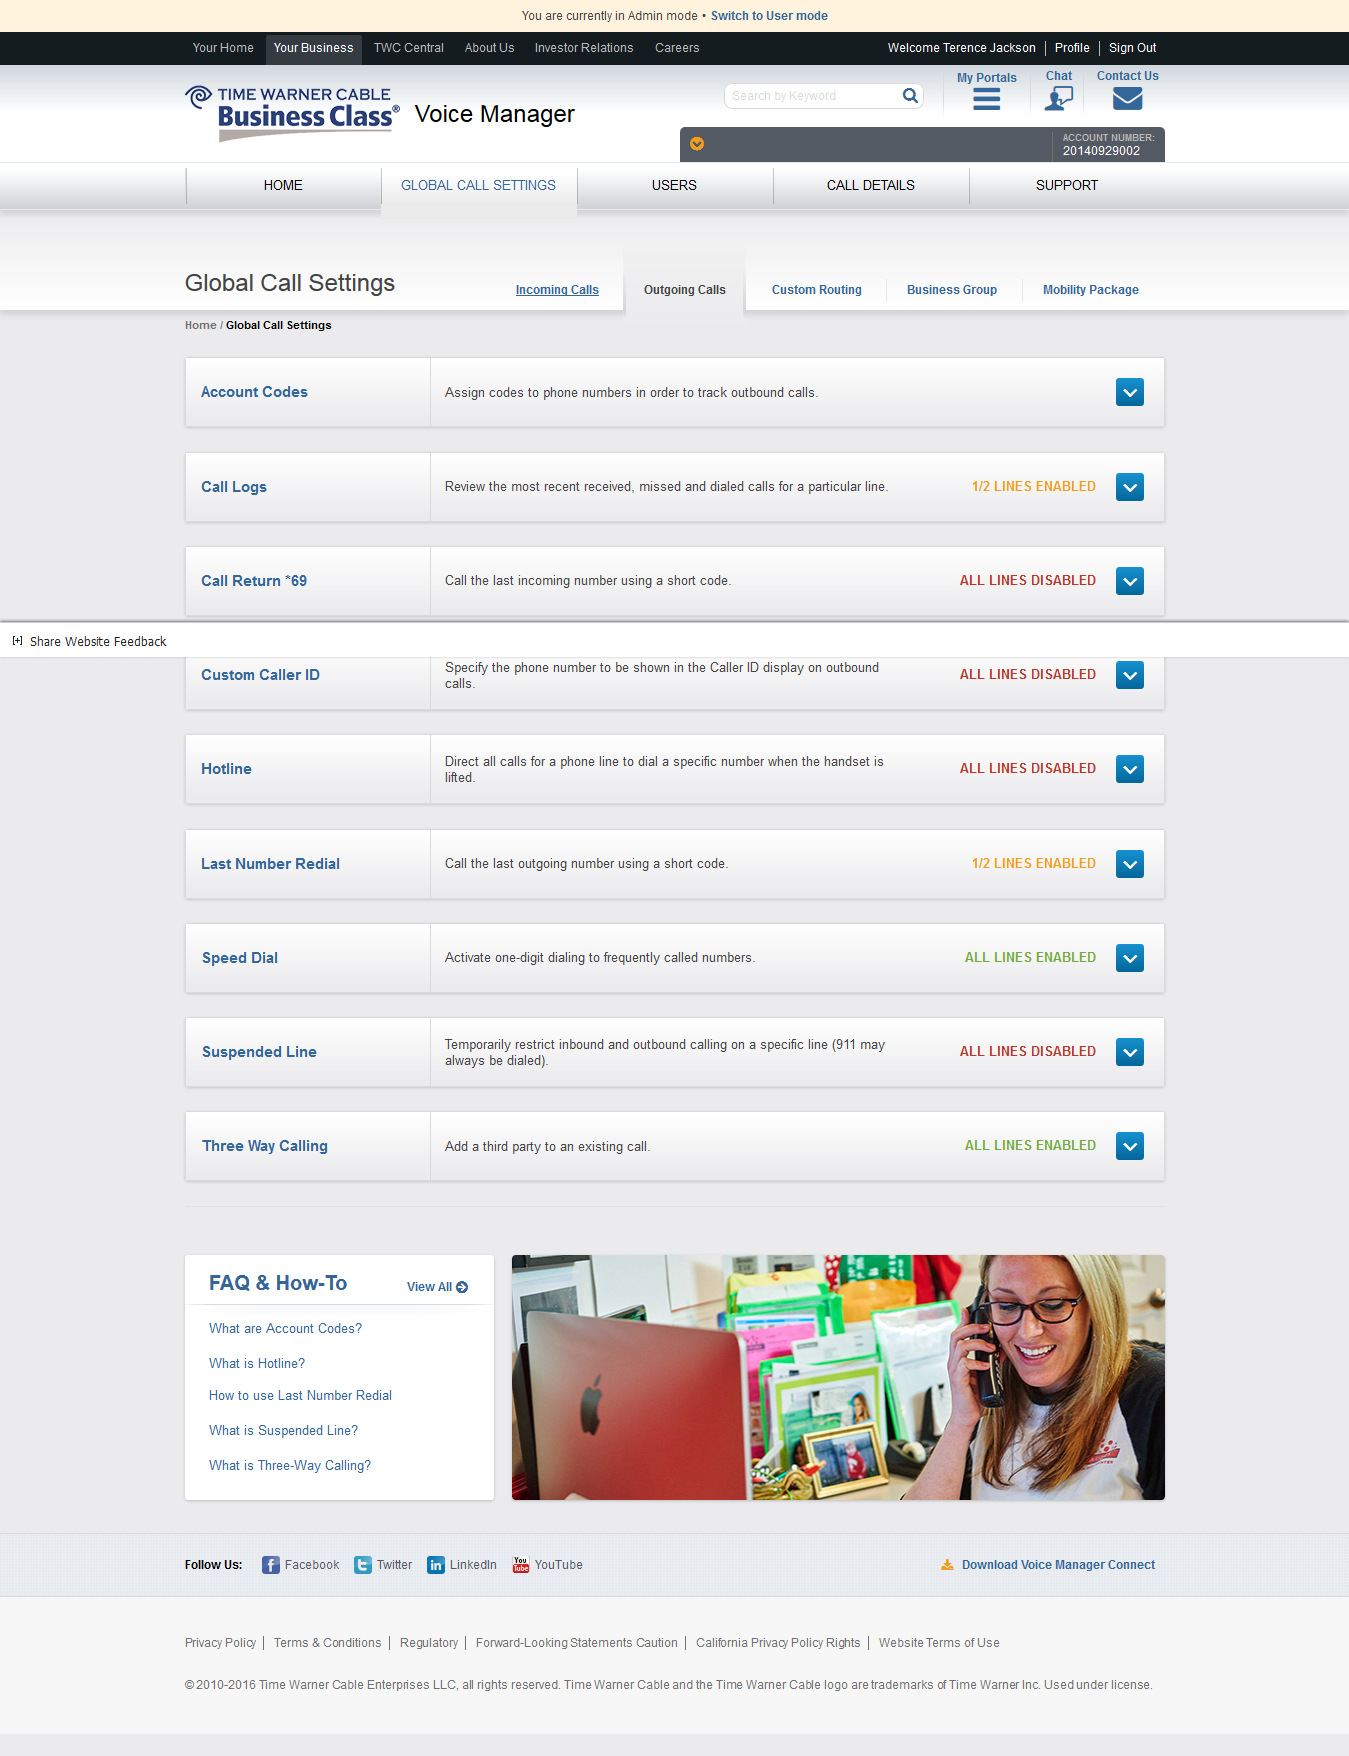 You are currently in Admin mode • Switch to User mode
Your Home Your Business TWC Central About Us Investor Relations Careers Welcome Terence Jackson Profile Sign Out
TIME WARNER CABLE
Business Class® Voice Manager
Search by Keyword
My Portals Chat Contact Us
ACCOUNT NUMBER:
20140929002
HOME GLOBAL CALL SETTINGS USERS CALL DETAILS SUPPORT
Global Call Settings
Incoming Calls Outgoing Calls Custom Routing Business Group Mobility Package
Home / Global Call Settings
Account Codes Assign codes to phone numbers in order to track outbound calls.
Call Logs Review the most recent received, missed and dialed calls for a particular line. 1/2 LINES ENABLED
Call Return *69 Call the last incoming number using a short code. ALL LINES DISABLED
[+] Share Website Feedback
Custom Caller ID Specify the phone number to be shown in the Caller ID display on outbound
calls. ALL LINES DISABLED
Hotline Direct all calls for a phone line to dial a specific number when the handset is
lifted. ALL LINES DISABLED
Last Number Redial Call the last outgoing number using a short code. 1/2 LINES ENABLED
Speed Dial Activate one-digit dialing to frequently called numbers. ALL LINES ENABLED
Suspended Line Temporarily restrict inbound and outbound calling on a specific line (911 may
always be dialed). ALL LINES DISABLED
Three Way Calling Add a third party to an existing call. ALL LINES ENABLED
FAQ & How-To View All
What are Account Codes?
What is Hotline?
How to use Last Number Redial
What is Suspended Line?
What is Three-Way Calling?
Follow Us: Facebook Twitter LinkedIn YouTube Download Voice Manager Connect
Privacy Policy Terms & Conditions Regulatory Forward-Looking Statements Caution California Privacy Policy Rights Website Terms of Use
© 2010-2016 Time Warner Cable Enterprises LLC, all rights reserved. Time Warner Cable and the Time Warner Cable logo are trademarks of Time Warner Inc. Used under license.